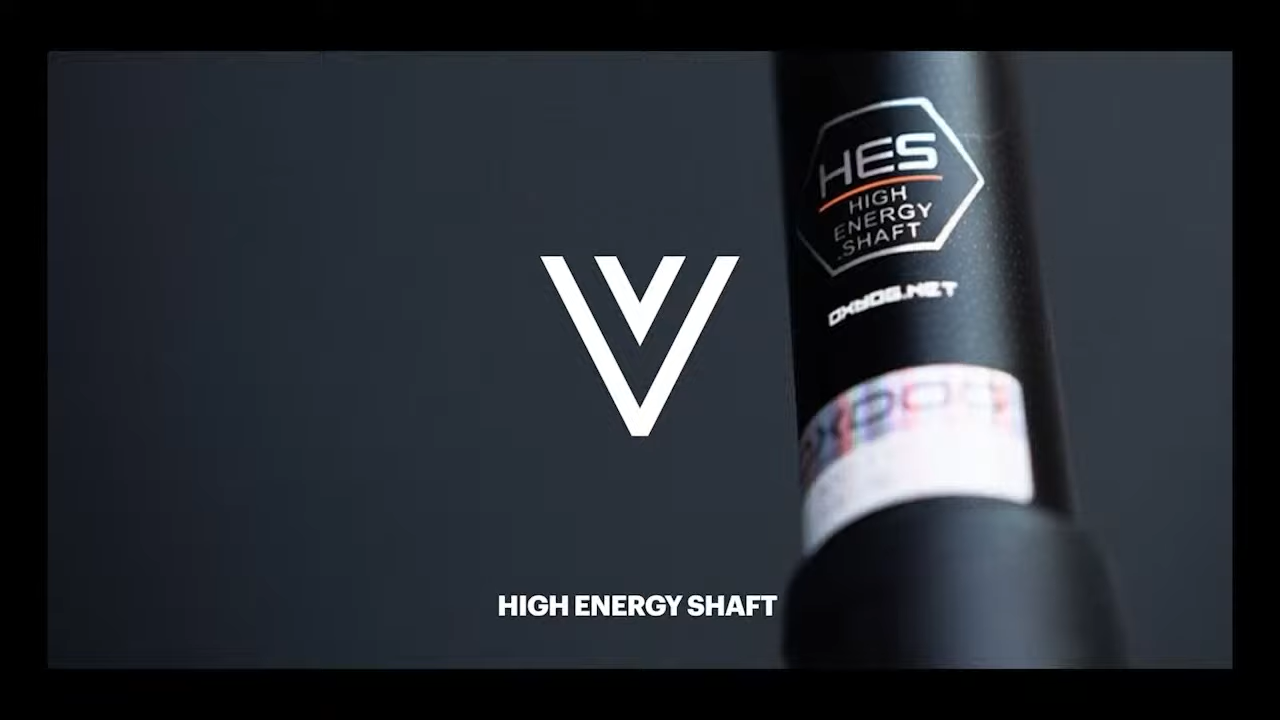 HES
HIGH
ENERGY
SHAFT
OXDOG.NET
HIGH ENERGY SHAFT